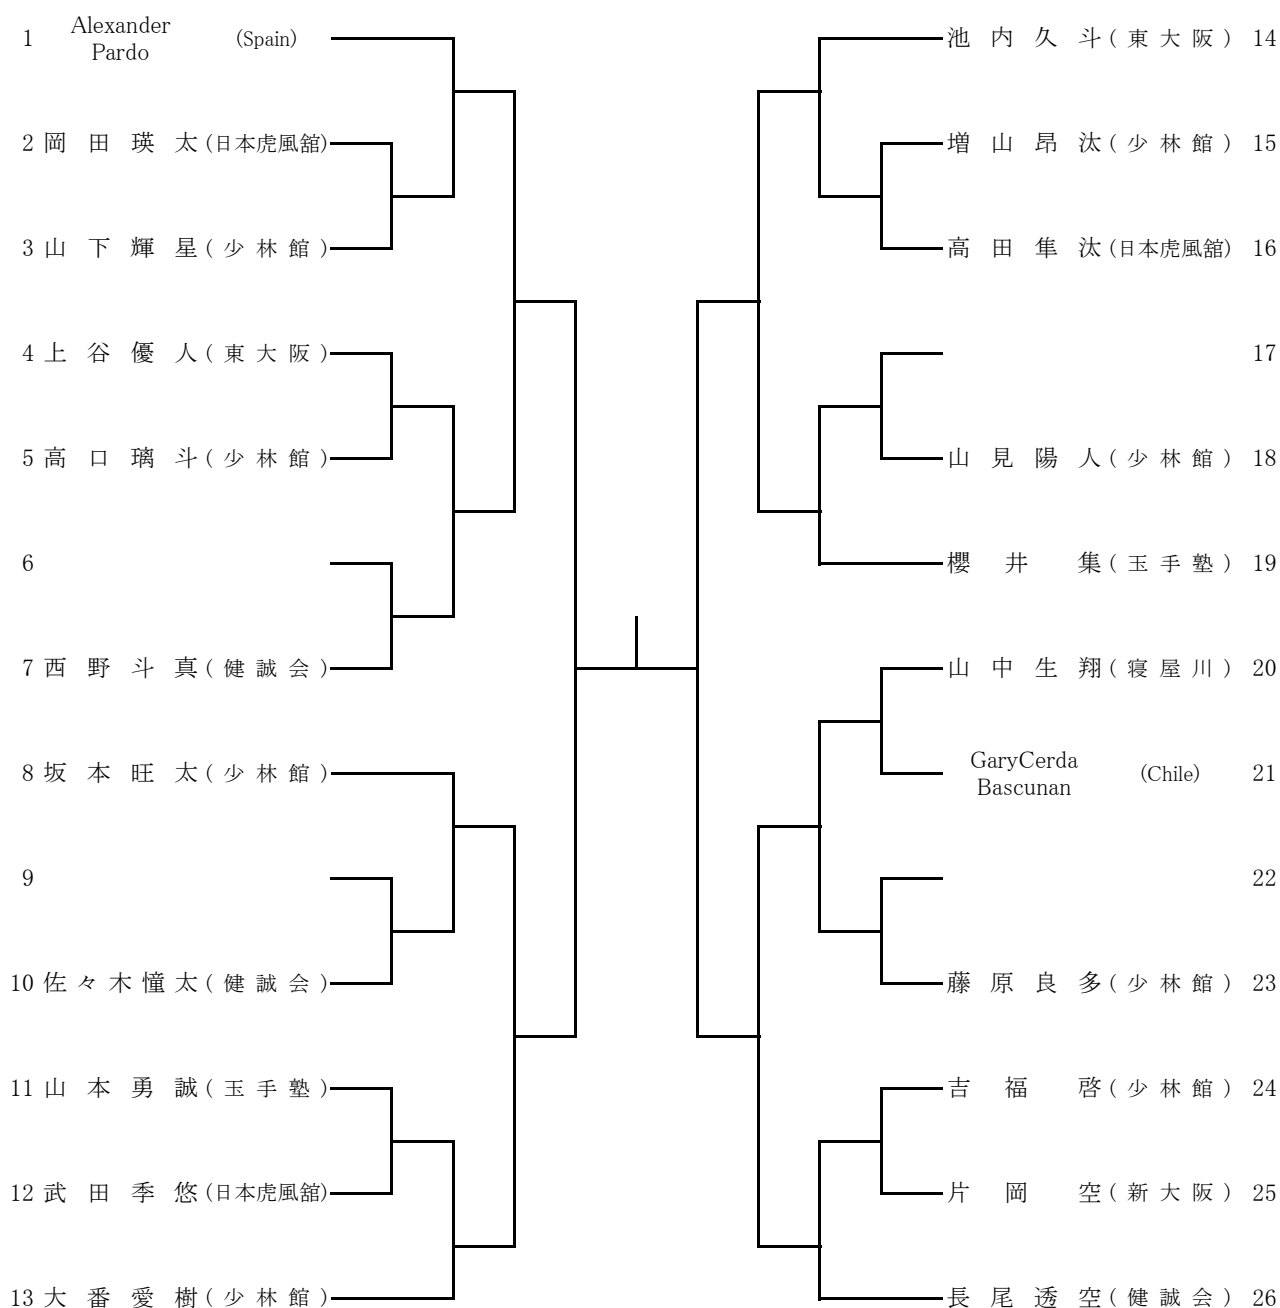 1 Alexander Pardo (Spain)
2 岡田瑛太 (日本虎風舘)
3 山下輝星 (少林館)
4 上谷優人 (東大阪)
5 高口璃斗 (少林館)
6
7 西野斗真 (健誠会)
8 坂本旺太 (少林館)
9
10 佐々木憧太 (健誠会)
11 山本勇誠 (玉手塾)
12 武田季悠 (日本虎風舘)
13 大番愛樹 (少林館)
池内久斗 (東大阪) 14
増山昂汰 (少林館) 15
高田隼汰 (日本虎風舘) 16
17
山見陽人 (少林館) 18
櫻井集 (玉手塾) 19
山中生翔 (寝屋川) 20
GaryCerda Bascunan (Chile) 21
22
藤原良多 (少林館) 23
吉福啓 (少林館) 24
片岡空 (新大阪) 25
長尾透空 (健誠会) 26